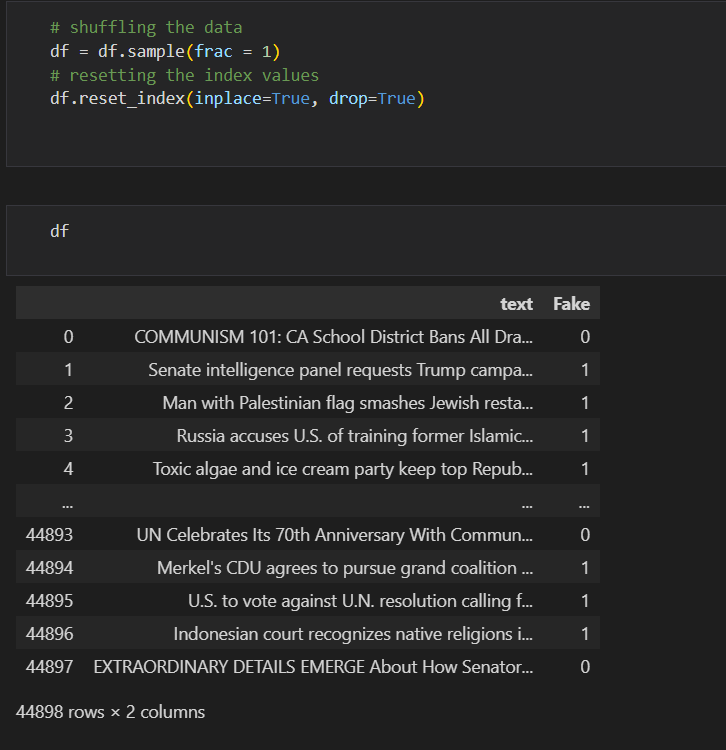 # shuffling the data
df = df.sample(frac = 1)
# resetting the index values
df.reset_index(inplace=True, drop=True)
df
text Fake
0 COMMUNISM 101: CA School District Bans All Dra... 0
1 Senate intelligence panel requests Trump campa... 1
2 Man with Palestinian flag smashes Jewish resta... 1
3 Russia accuses U.S. of training former Islamic... 1
4 Toxic algae and ice cream party keep top Repub... 1
... ... ...
44893 UN Celebrates Its 70th Anniversary With Commun... 0
44894 Merkel's CDU agrees to pursue grand coalition ... 1
44895 U.S. to vote against U.N. resolution calling f... 1
44896 Indonesian court recognizes native religions i... 1
44897 EXTRAORDINARY DETAILS EMERGE About How Senator... 0
44898 rows × 2 columns